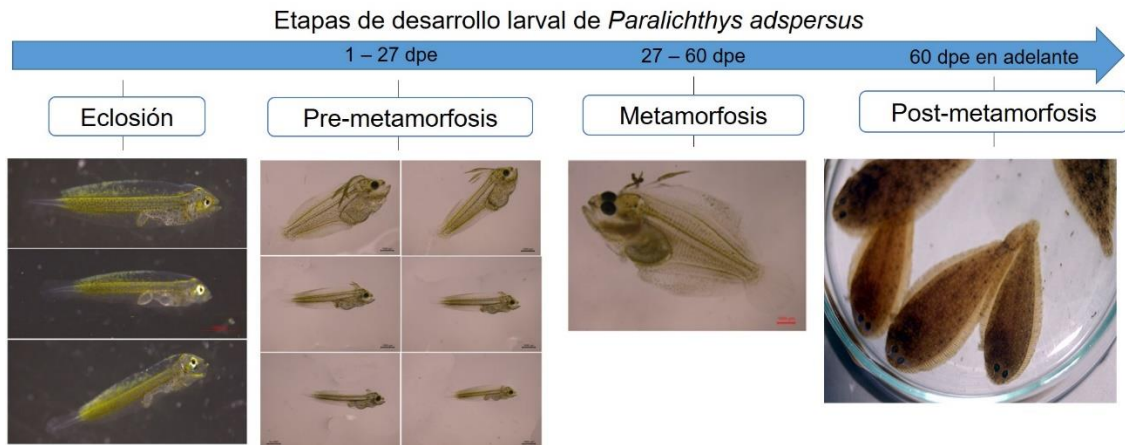 Etapas de desarrollo larval de Paralichthys adspersus
1 – 27 dpe
27 – 60 dpe
60 dpe en adelante
Eclosión
Pre-metamorfosis
Metamorfosis
Post-metamorfosis